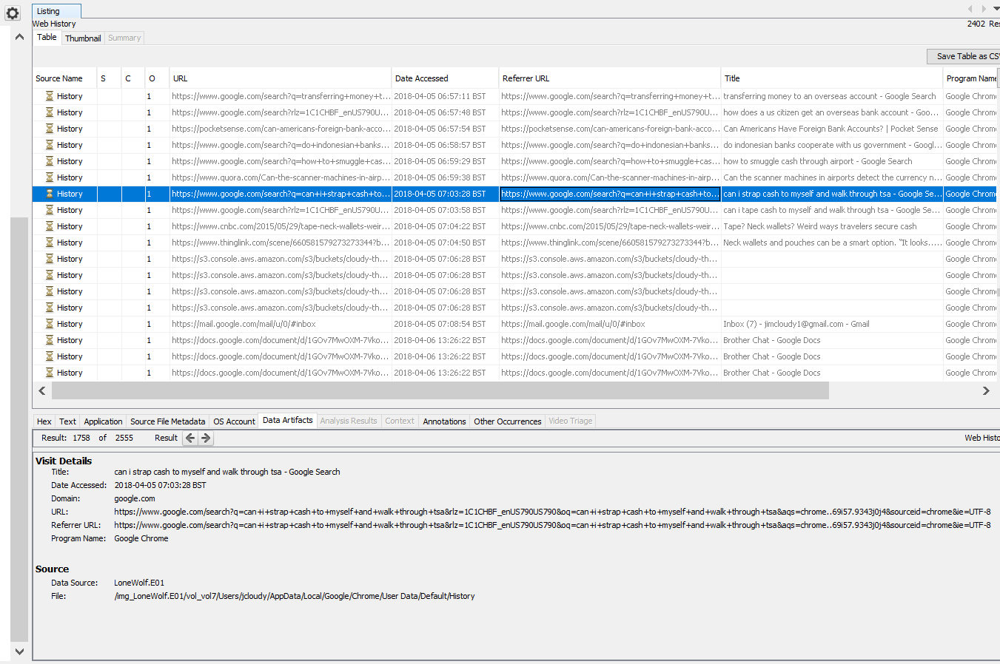 Listing
Web History
2402 Res
Table Thumbnail Summary
Save Table as CS
Source Name S C O URL Date Accessed Referrer URL Title Program Name
History 1 https://www.google.com/search?q=transferring+money+t... 2018-04-05 06:57:11 BST https://www.google.com/search?q=transferring+money+t... transferring money to an overseas account - Google Search Google Chrom
History 1 https://www.google.com/search?rlz=1C1CHBF_enUS790U... 2018-04-05 06:57:48 BST https://www.google.com/search?rlz=1C1CHBF_enUS790U... how does a us citizen get an overseas bank account - Goo... Google Chrom
History 1 https://pocketsense.com/can-americans-foreign-bank-acco... 2018-04-05 06:57:54 BST https://pocketsense.com/can-americans-foreign-bank-acco... Can Americans Have Foreign Bank Accounts? | Pocket Sense Google Chrom
History 1 https://www.google.com/search?q=do+indonesian+banks... 2018-04-05 06:58:57 BST https://www.google.com/search?q=do+indonesian+banks... do indonesian banks cooperate with us government - Googl... Google Chrom
History 1 https://www.google.com/search?q=how+to+smuggle+cas... 2018-04-05 06:59:29 BST https://www.google.com/search?q=how+to+smuggle+cas... how to smuggle cash through airport - Google Search Google Chrom
History 1 https://www.quora.com/Can-the-scanner-machines-in-airp... 2018-04-05 06:59:38 BST https://www.quora.com/Can-the-scanner-machines-in-airp... Can the scanner machines in airports detect the currency n... Google Chrom
History 1 https://www.google.com/search?q=can+i+strap+cash+to... 2018-04-05 07:03:28 BST https://www.google.com/search?q=can+i+strap+cash+to... can i strap cash to myself and walk through tsa - Google Se... Google Chrom
History 1 https://www.google.com/search?rlz=1C1CHBF_enUS790U... 2018-04-05 07:03:58 BST https://www.google.com/search?rlz=1C1CHBF_enUS790U... can i tape cash to myself and walk through tsa - Google Se... Google Chrom
History 1 https://www.cnbc.com/2015/05/29/tape-neck-wallets-weir... 2018-04-05 07:04:22 BST https://www.cnbc.com/2015/05/29/tape-neck-wallets-weir... Tape? Neck wallets? Weird ways travelers secure cash Google Chrom
History 1 https://www.thinglink.com/scene/660581579273273344?b... 2018-04-05 07:04:50 BST https://www.thinglink.com/scene/660581579273273344?b... Neck wallets and pouches can be a smart option. "It looks..... Google Chrom
History 1 https://s3.console.aws.amazon.com/s3/buckets/cloudy-th... 2018-04-05 07:06:28 BST https://s3.console.aws.amazon.com/s3/buckets/cloudy-th... Google Chrom
History 1 https://s3.console.aws.amazon.com/s3/buckets/cloudy-th... 2018-04-05 07:06:28 BST https://s3.console.aws.amazon.com/s3/buckets/cloudy-th... Google Chrom
History 1 https://s3.console.aws.amazon.com/s3/buckets/cloudy-th... 2018-04-05 07:06:28 BST https://s3.console.aws.amazon.com/s3/buckets/cloudy-th... Google Chrom
History 1 https://s3.console.aws.amazon.com/s3/buckets/cloudy-th... 2018-04-05 07:06:28 BST https://s3.console.aws.amazon.com/s3/buckets/cloudy-th... Google Chrom
History 1 https://mail.google.com/mail/u/0/#inbox 2018-04-05 07:08:54 BST https://mail.google.com/mail/u/0/#inbox Inbox (7) - jimcloudy1@gmail.com - Gmail Google Chrom
History 1 https://docs.google.com/document/d/1GOv7MwOXM-7Vko... 2018-04-06 13:26:22 BST https://docs.google.com/document/d/1GOv7MwOXM-7Vko... Brother Chat - Google Docs Google Chrom
History 1 https://docs.google.com/document/d/1GOv7MwOXM-7Vko... 2018-04-06 13:26:22 BST https://docs.google.com/document/d/1GOv7MwOXM-7Vko... Brother Chat - Google Docs Google Chrom
History 1 https://docs.google.com/document/d/1GOv7MwOXM-7Vko... 2018-04-06 13:26:22 BST https://docs.google.com/document/d/1GOv7MwOXM-7Vko... Brother Chat - Google Docs Google Chrom
Hex Text Application Source File Metadata OS Account Data Artifacts Analysis Results Context Annotations Other Occurrences Video Triage
Result: 1758 of 2555 Result Web Histo
Visit Details
Title: can i strap cash to myself and walk through tsa - Google Search
Date Accessed: 2018-04-05 07:03:28 BST
Domain: google.com
URL: https://www.google.com/search?q=can+i+strap+cash+to+myself+and+walk+through+tsa&rlz=1C1CHBF_enUS790US790&oq=can+i+strap+cash+to+myself+and+walk+through+tsa&aqs=chrome..69i57.9343j0j4&sourceid=chrome&ie=UTF-8
Referrer URL: https://www.google.com/search?q=can+i+strap+cash+to+myself+and+walk+through+tsa&rlz=1C1CHBF_enUS790US790&oq=can+i+strap+cash+to+myself+and+walk+through+tsa&aqs=chrome..69i57.9343j0j4&sourceid=chrome&ie=UTF-8
Program Name: Google Chrome
Source
Data Source: LoneWolf.E01
File: /img_LoneWolf.E01/vol_vol7/Users/jcloudy/AppData/Local/Google/Chrome/User Data/Default/History